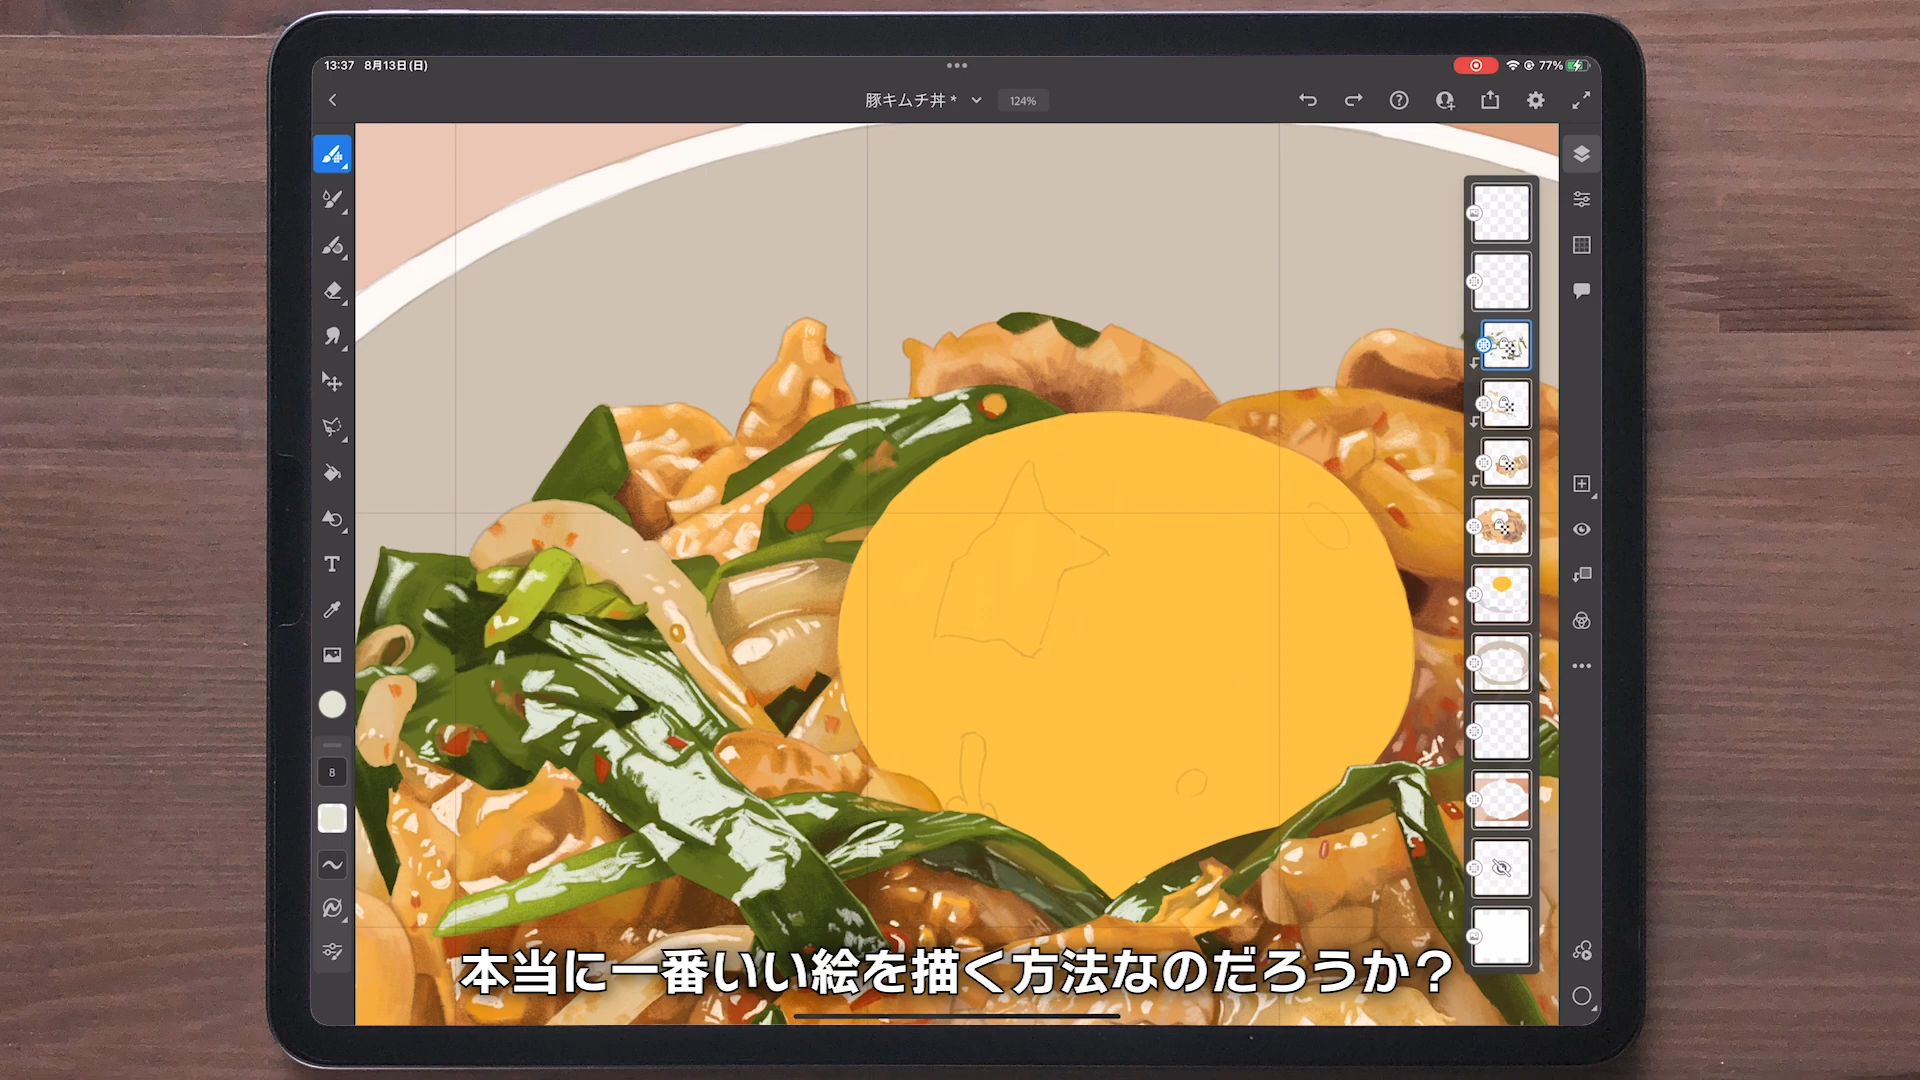 13:37 8月13日(日)
77%
豚キムチ丼 *
124%
T
8
本当に一番いい絵を描く方法なのだろうか？